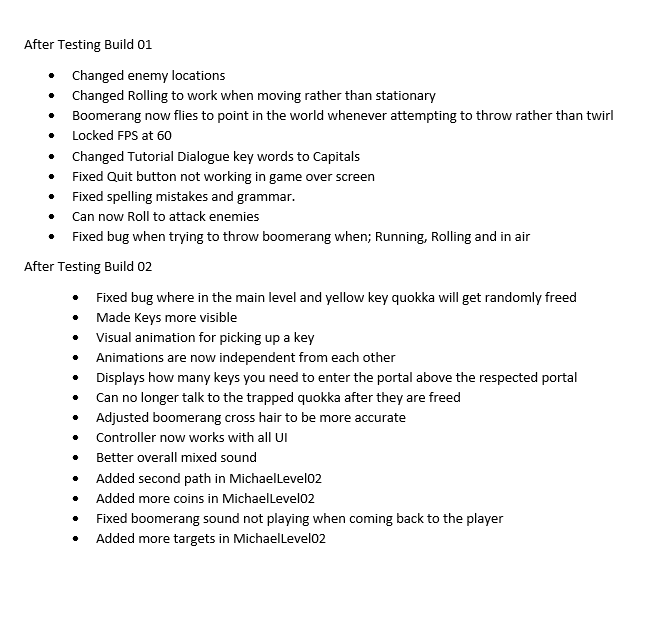 After Testing Build 01
• Changed enemy locations
• Changed Rolling to work when moving rather than stationary
• Boomerang now flies to point in the world whenever attempting to throw rather than twirl
• Locked FPS at 60
• Changed Tutorial Dialogue key words to Capitals
• Fixed Quit button not working in game over screen
• Fixed spelling mistakes and grammar.
• Can now Roll to attack enemies
• Fixed bug when trying to throw boomerang when; Running, Rolling and in air
After Testing Build 02
• Fixed bug where in the main level and yellow key quokka will get randomly freed
• Made Keys more visible
• Visual animation for picking up a key
• Animations are now independent from each other
• Displays how many keys you need to enter the portal above the respected portal
• Can no longer talk to the trapped quokka after they are freed
• Adjusted boomerang cross hair to be more accurate
• Controller now works with all UI
• Better overall mixed sound
• Added second path in MichaelLevel02
• Added more coins in MichaelLevel02
• Fixed boomerang sound not playing when coming back to the player
• Added more targets in MichaelLevel02